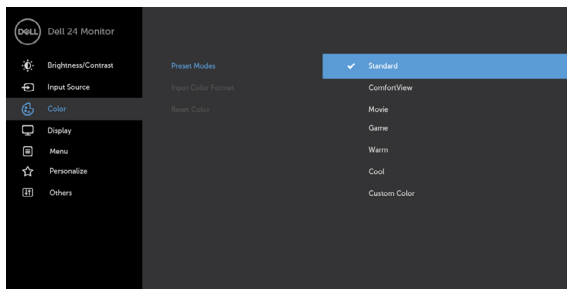 DELL Dell 24 Monitor
Brightness/Contrast
Input Source
Color
Display
Menu
Personalize
Others
Preset Modes
Input Color Format
Reset Color
Standard
ComfortView
Movie
Game
Warm
Cool
Custom Color